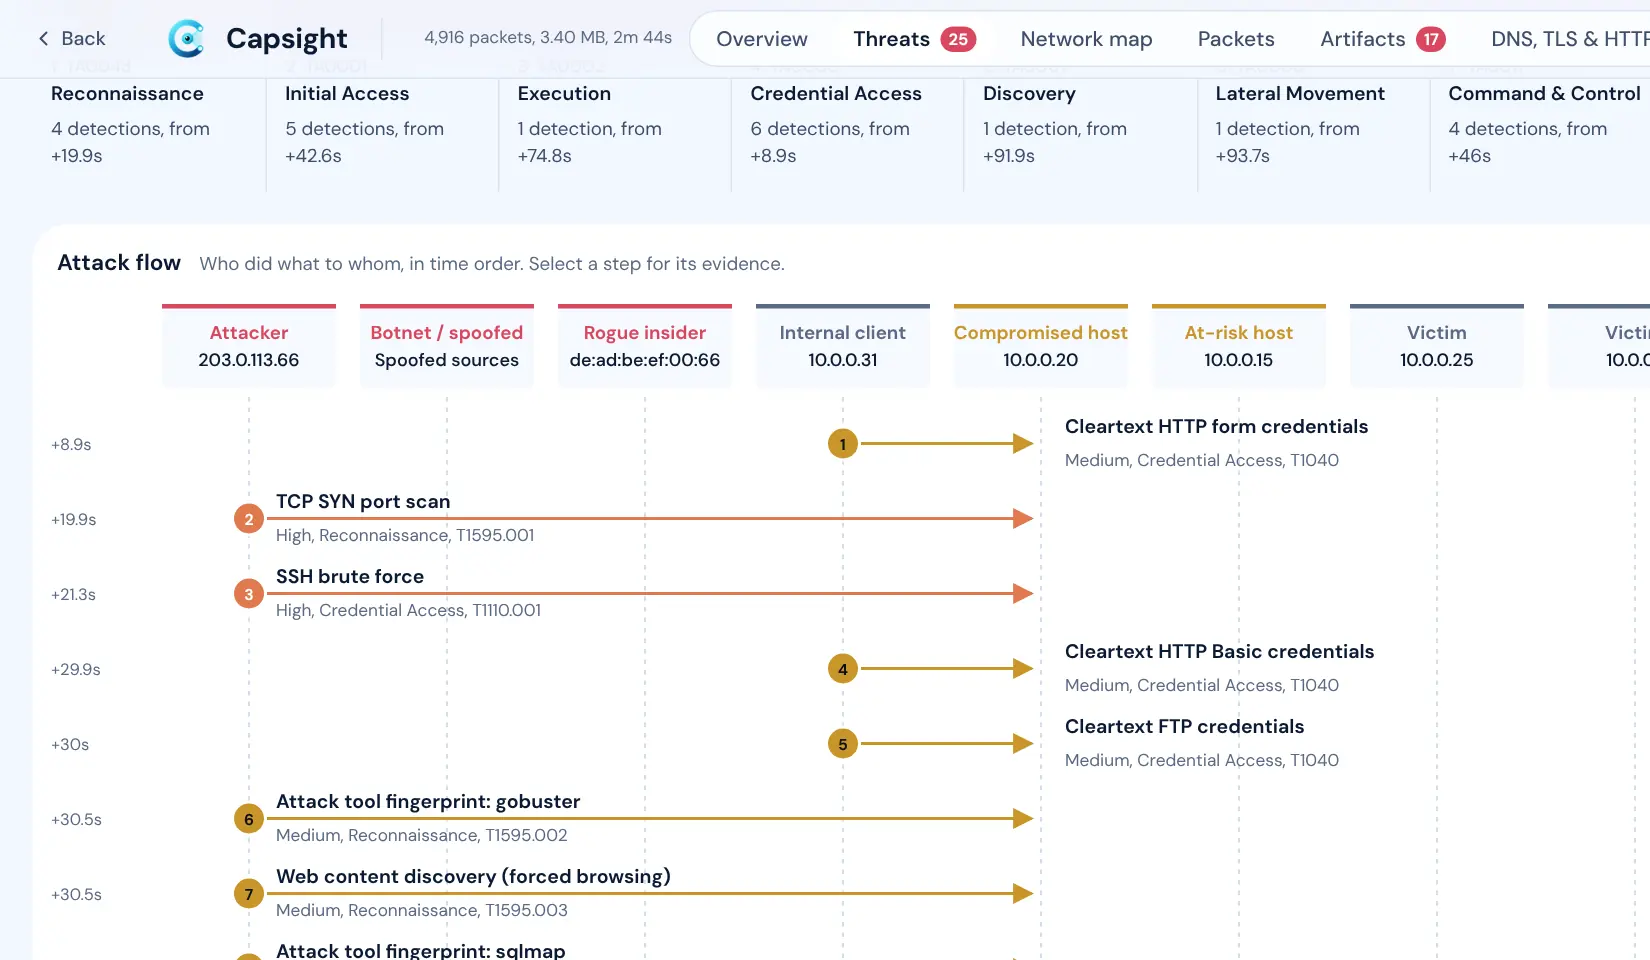 Back
Capsight
4,916 packets, 3.40 MB, 2m 44s
Overview
Threats 25
Network map
Packets
Artifacts 17
DNS, TLS & HTTP
Reconnaissance
4 detections, from
+19.9s
Initial Access
5 detections, from
+42.6s
Execution
1 detection, from
+74.8s
Credential Access
6 detections, from
+8.9s
Discovery
1 detection, from
+91.9s
Lateral Movement
1 detection, from
+93.7s
Command & Control
4 detections, from
+46s
Attack flow Who did what to whom, in time order. Select a step for its evidence.
Attacker
203.0.113.66
Botnet / spoofed
Spoofed sources
Rogue insider
de:ad:be:ef:00:66
Internal client
10.0.0.31
Compromised host
10.0.0.20
At-risk host
10.0.0.15
Victim
10.0.0.25
+8.9s
1
Cleartext HTTP form credentials
Medium, Credential Access, T1040
+19.9s
2
TCP SYN port scan
High, Reconnaissance, T1595.001
+21.3s
3
SSH brute force
High, Credential Access, T1110.001
+29.9s
4
Cleartext HTTP Basic credentials
Medium, Credential Access, T1040
+30s
5
Cleartext FTP credentials
Medium, Credential Access, T1040
+30.5s
6
Attack tool fingerprint: gobuster
Medium, Reconnaissance, T1595.002
+30.5s
7
Web content discovery (forced browsing)
Medium, Reconnaissance, T1595.003
Attack tool fingerprint: sqlmap